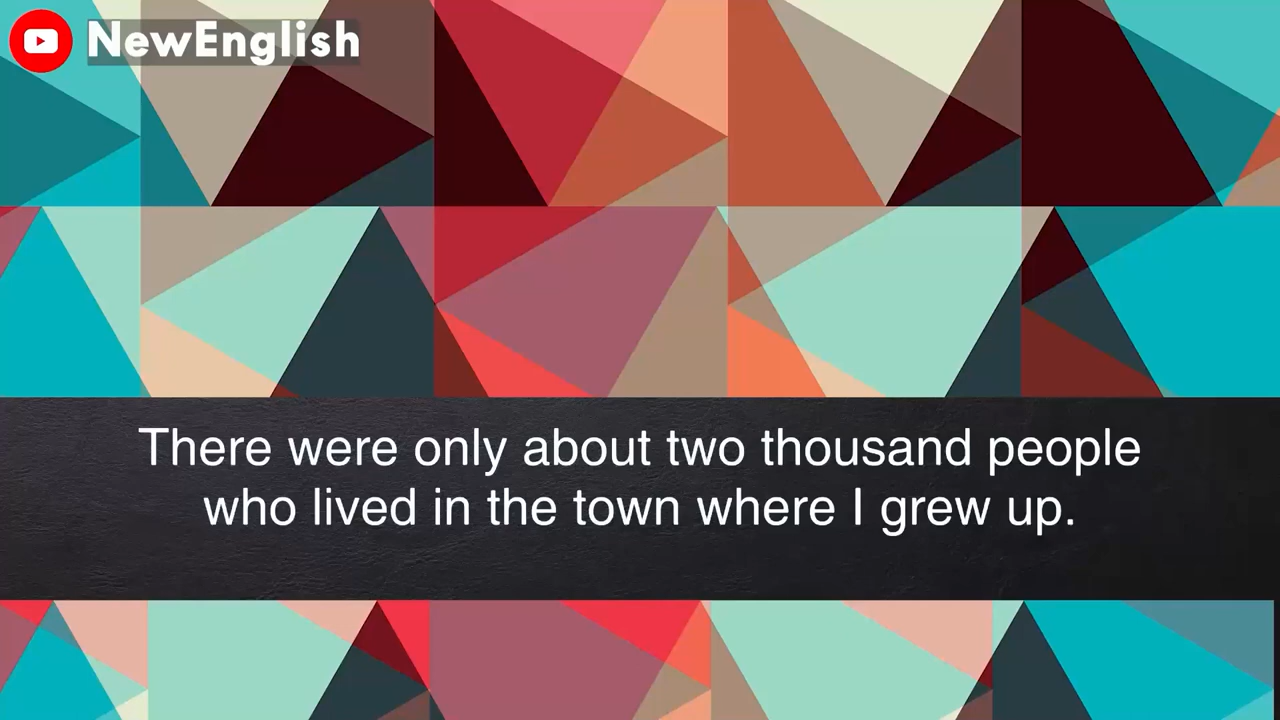 NewEnglish
There were only about two thousand people
who lived in the town where I grew up.